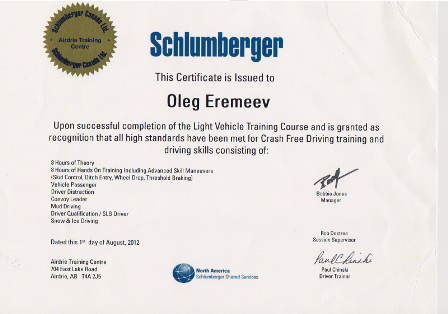 Schlumberger Canada Ltd.
Airdrie Training
Centre
Schlumberger Canada Ltd.
Schlumberger
This Certificate is Issued to
Oleg Eremeev
Upon successful completion of the Light Vehicle Training Course and is granted as
recognition that all high standards have been met for Crash Free Driving training and
driving skills consisting of:
8 Hours of Theory
8 Hours of Hands On Training Including Advanced Skill Maneuvers
(Skid Control, Ditch Entry, Wheel Drop, Threshold Braking)
Vehicle Passenger
Driver Distraction
Convoy Leader
Mud Driving
Driver Qualification / SLB Driver
Snow & Ice Driving
Bobbie Jones
Manager
Session Supervisor
Dated this 1st day of August, 2012
Paul Chinski
Driver Trainer
Airdrie Training Centre
704 East Lake Road
Airdrie, AB T4A 2J5
North America
Schlumberger Shared Services